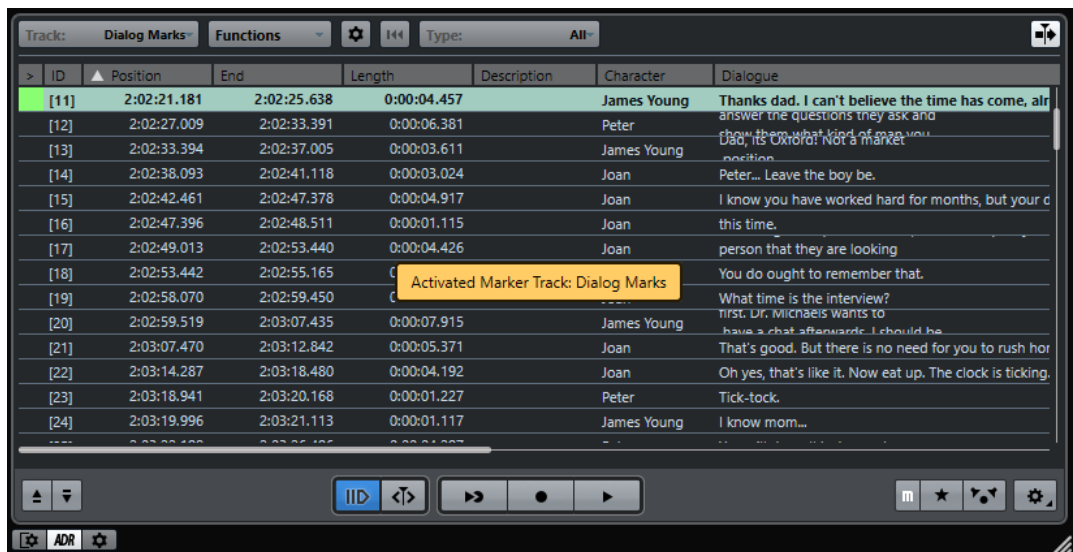 Track: Dialog Marks Functions Type: All
> ID Position End Length Description Character Dialogue
[11] 2:02:21.181 2:02:25.638 0:00:04.457 James Young Thanks dad. I can't believe the time has come, alr
[12] 2:02:27.009 2:02:33.391 0:00:06.381 Peter answer the questions they ask and
show them what kind of man you
[13] 2:02:33.394 2:02:37.005 0:00:03.611 James Young Dad, its Oxford! Not a market
position
[14] 2:02:38.093 2:02:41.118 0:00:03.024 Joan Peter... Leave the boy be.
[15] 2:02:42.461 2:02:47.378 0:00:04.917 Joan I know you have worked hard for months, but your d
[16] 2:02:47.396 2:02:48.511 0:00:01.115 Joan this time.
[17] 2:02:49.013 2:02:53.440 0:00:04.426 Joan person that they are looking
[18] 2:02:53.442 2:02:55.165 You do ought to remember that.
Activated Marker Track: Dialog Marks
[19] 2:02:58.070 2:02:59.450 What time is the interview?
[20] 2:02:59.519 2:03:07.435 0:00:07.915 James Young first. Dr. Michaels wants to
have a chat afterwards. I should be
[21] 2:03:07.470 2:03:12.842 0:00:05.371 Joan That's good. But there is no need for you to rush hor
[22] 2:03:14.287 2:03:18.480 0:00:04.192 Joan Oh yes, that's like it. Now eat up. The clock is ticking.
[23] 2:03:18.941 2:03:20.168 0:00:01.227 Peter Tick-tock.
[24] 2:03:19.996 2:03:21.113 0:00:01.117 James Young I know mom...
m
ADR